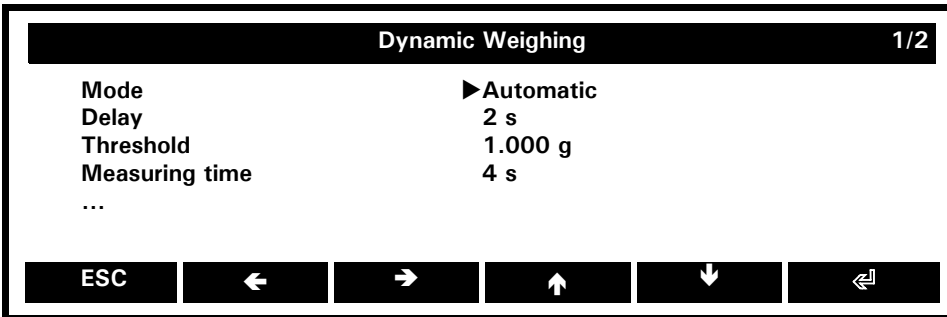 Dynamic Weighing 1/2
Mode ▶Automatic
Delay 2 s
Threshold 1.000 g
Measuring time 4 s
...
ESC ← → ↑ ↓ ⏎